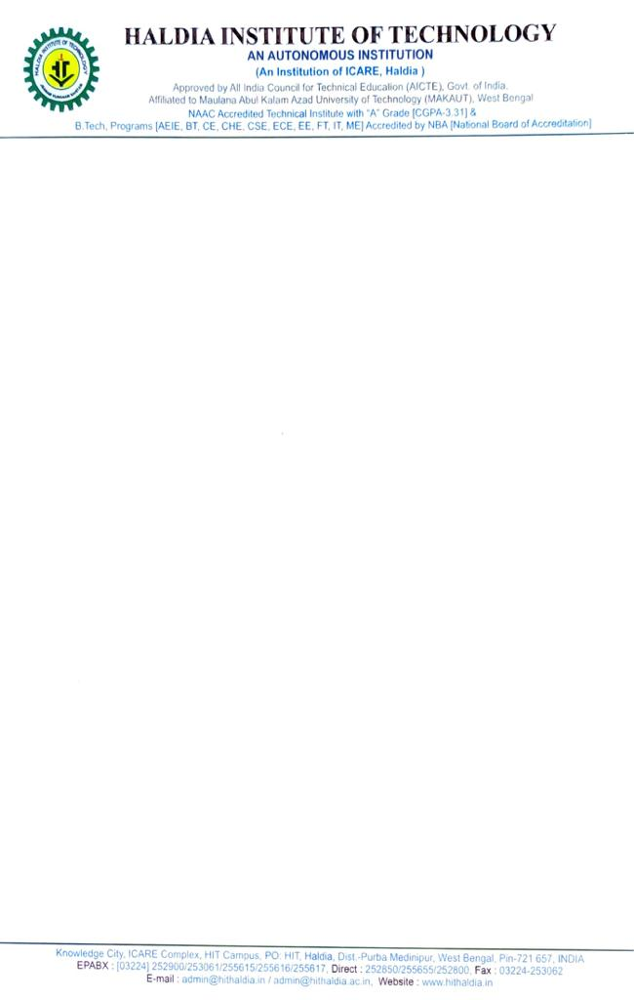 HALDIA INSTITUTE OF TECHNOLOGY
AN AUTONOMOUS INSTITUTION
(An Institution of ICARE, Haldia )
Approved by All India Council for Technical Education (AICTE), Govt. of India.
Affiliated to Maulana Abul Kalam Azad University of Technology (MAKAUT), West Bengal
NAAC Accredited Technical Institute with "A" Grade [CGPA-3.31] &
B.Tech, Programs [AEIE, BT, CE, CHE, CSE, ECE, EE, FT, IT, ME] Accredited by NBA [National Board of Accreditation]
HALDIA INSTITUTE OF TECHNOLOGY
Knowledge City, ICARE Complex, HIT Campus, PO: HIT, Haldia, Dist.-Purba Medinipur, West Bengal, Pin-721 657, INDIA
EPABX : [03224] 252900/253061/255615/255616/255617, Direct : 252850/255655/252800, Fax : 03224-253062
E-mail : admin@hithaldia.in / admin@hithaldia.ac.in, Website : www.hithaldia.in